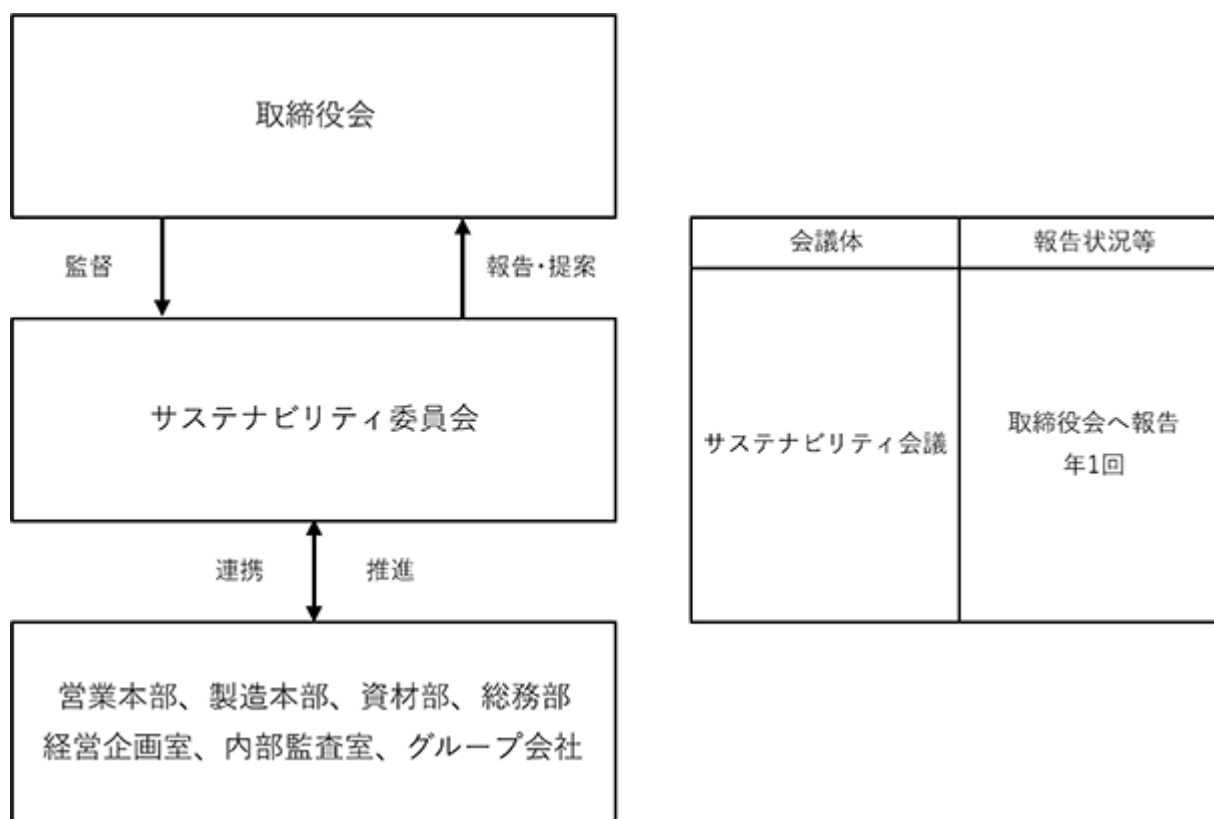 取締役会
監督
報告・提案
サステナビリティ委員会
連携
推進
営業本部、製造本部、資材部、総務部
経営企画室、内部監査室、グループ会社
会議体
報告状況等
サステナビリティ会議
取締役会へ報告
年1回